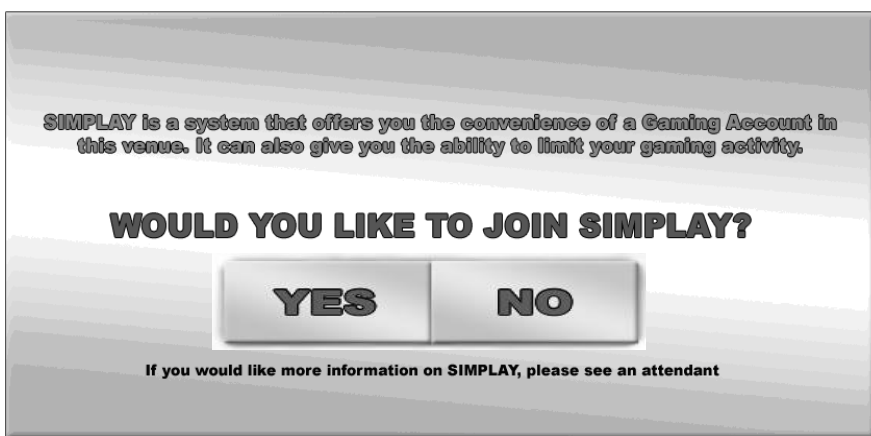 SIMPLAY is a system that offers you the convenience of a Gaming Account in
this venue. It can also give you the ability to limit your gaming activity.
WOULD YOU LIKE TO JOIN SIMPLAY?
YES NO
If you would like more information on SIMPLAY, please see an attendant